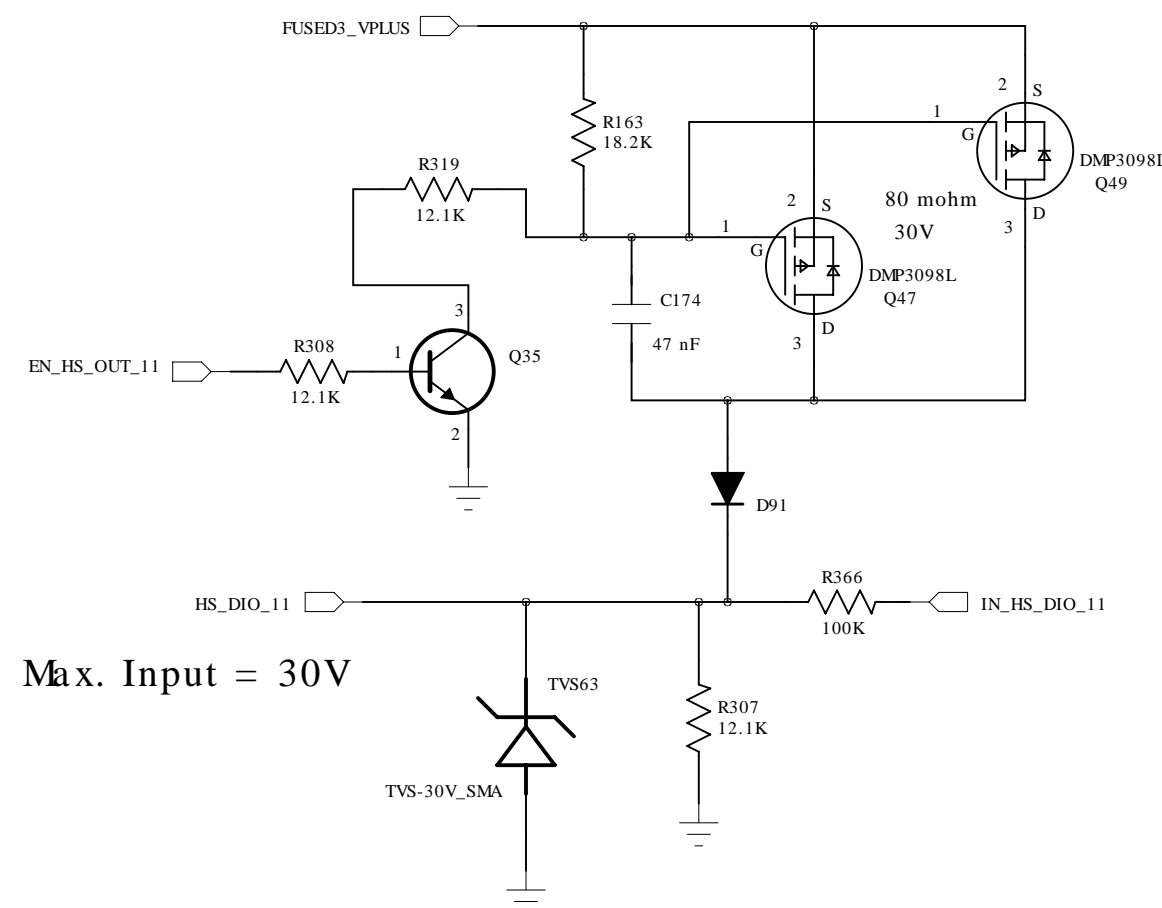 FUSED3_VPLUS
2
S
1
G
R163
18.2K
DMP3098L
Q49
R319
12.1K
80 mohm
30V
2
S
D
3
1
G
DMP3098L
Q47
3
C174
47 nF
D
3
R308
12.1K
EN_HS_OUT_11
1
Q35
2
D91
R366
100K
HS_DIO_11
IN_HS_DIO_11
Max. Input = 30V
TVS63
R307
12.1K
TVS-30V_SMA